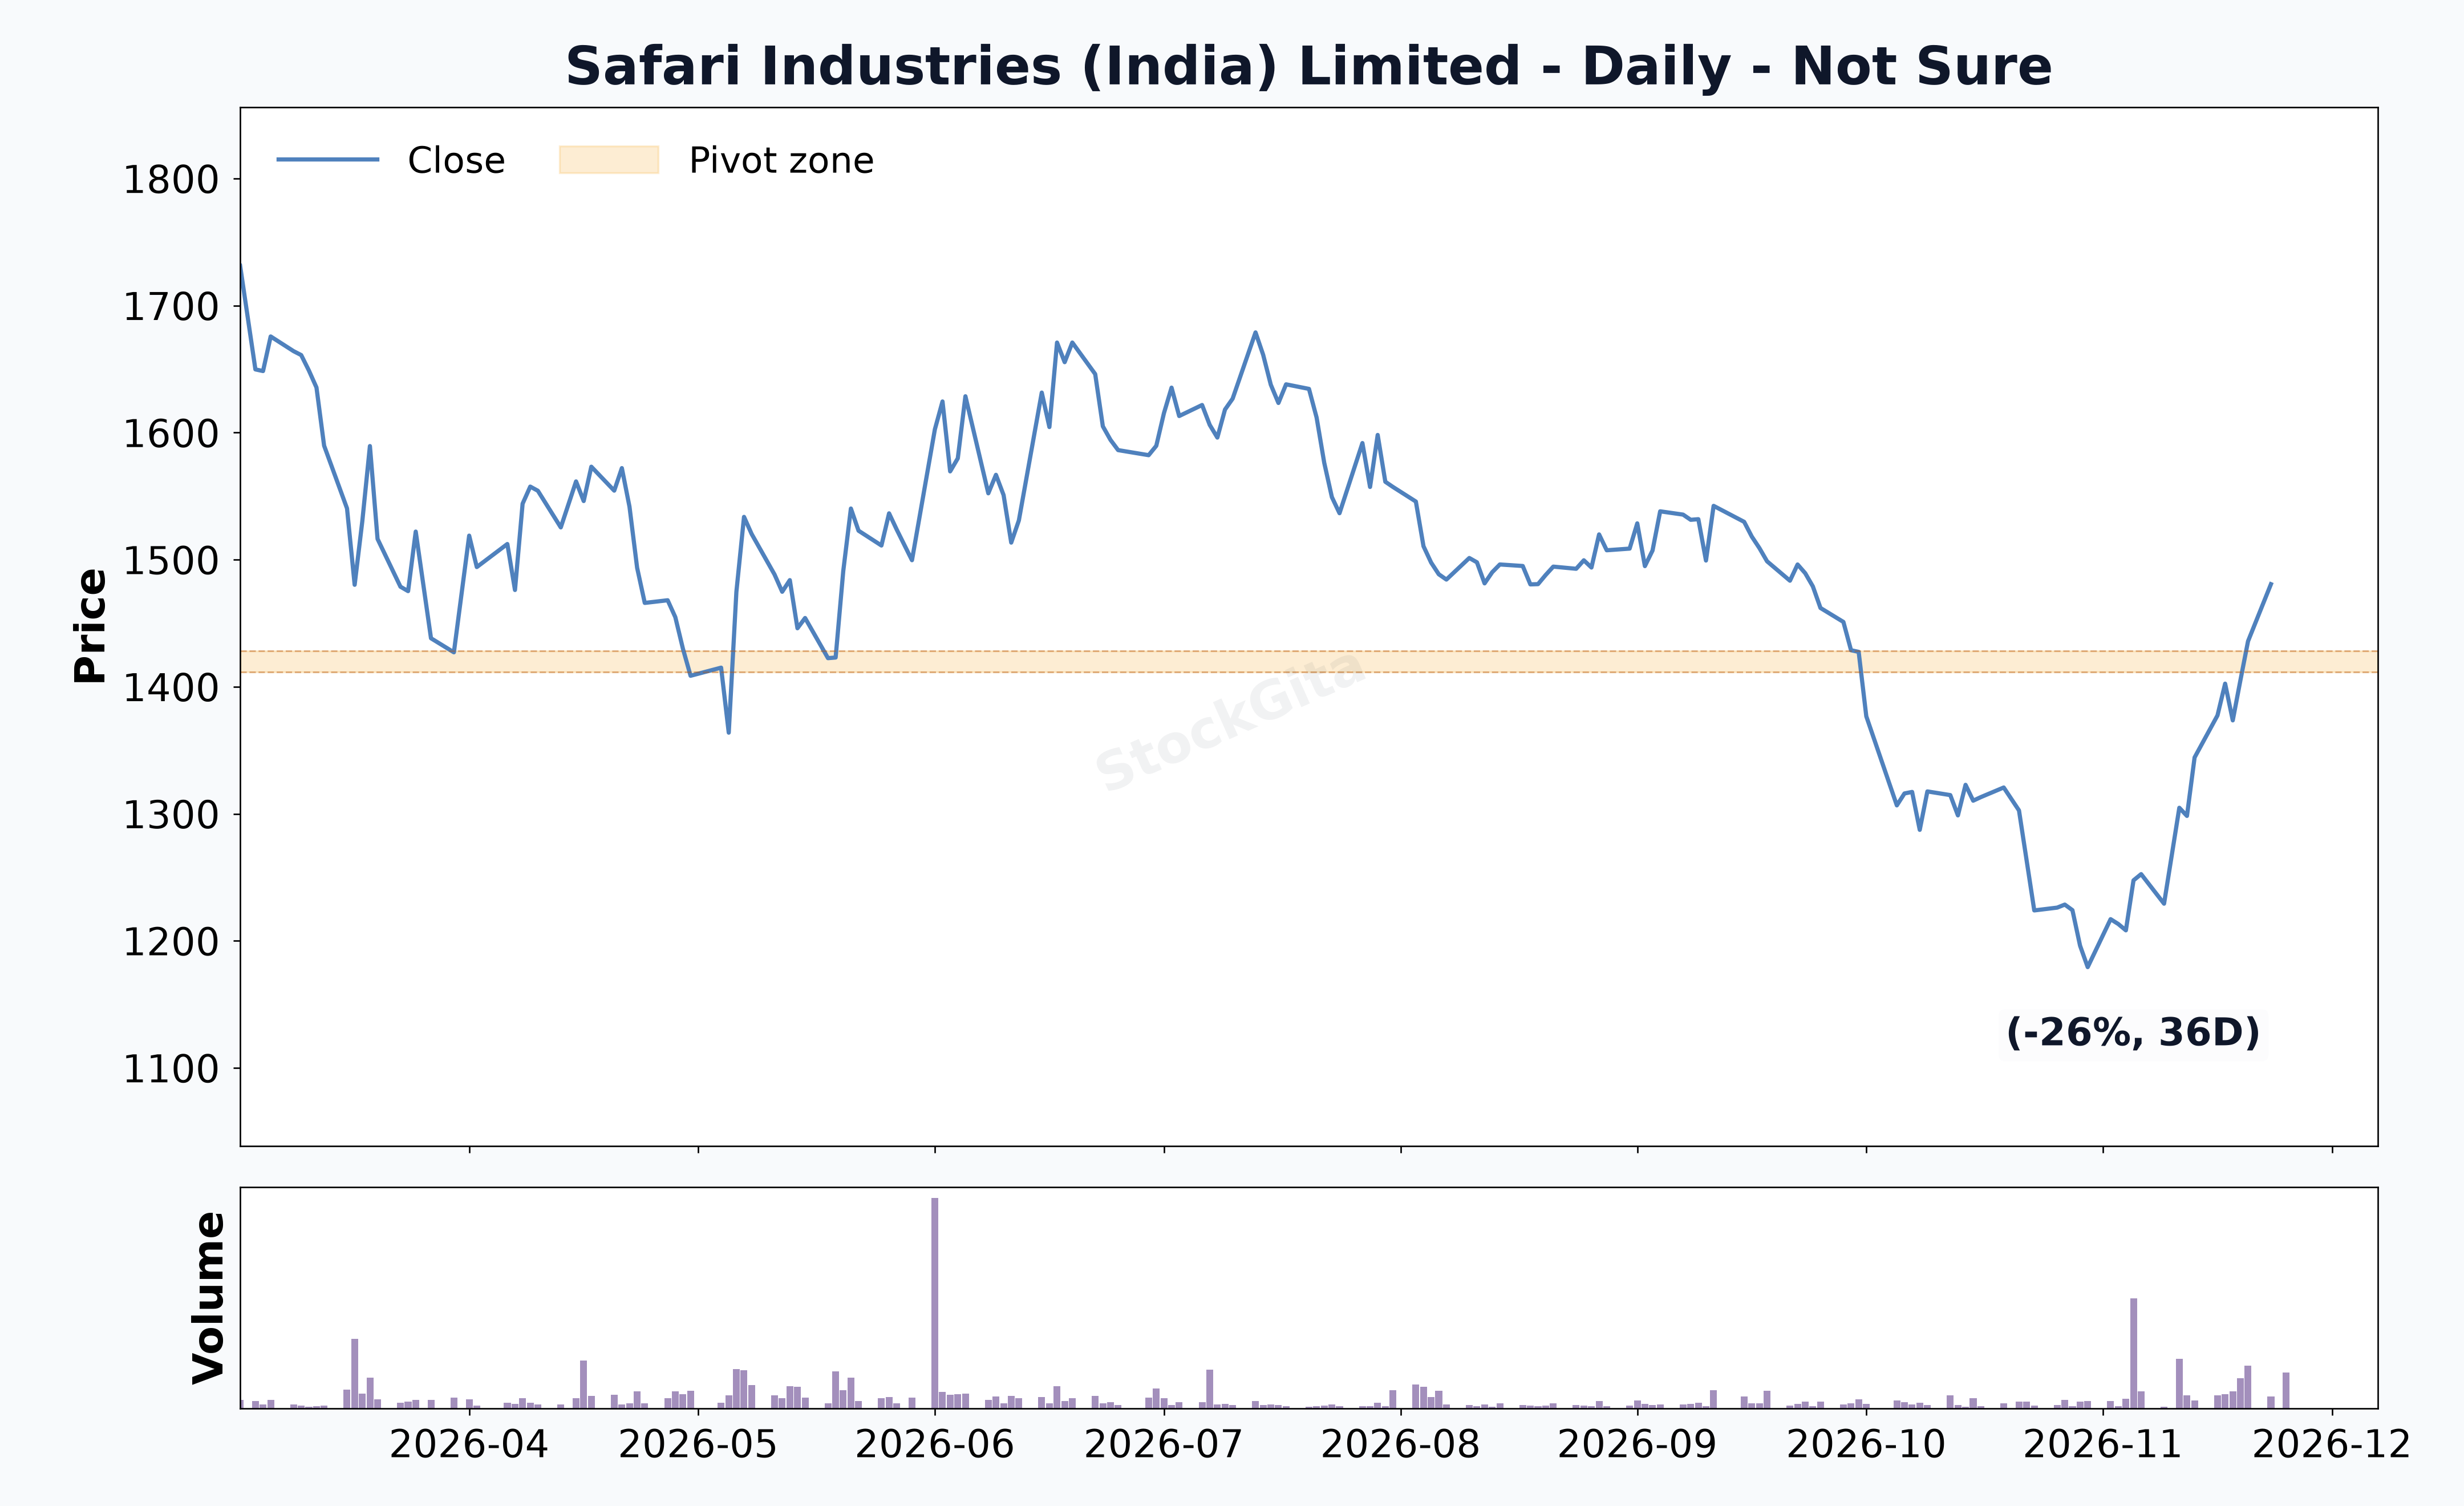 Safari Industries (India) Limited - Daily - Not Sure
Close
Pivot zone
Price
1800
1700
1600
1500
1400
1300
1200
1100
StockGita
(-26%, 36D)
Volume
2026-04
2026-05
2026-06
2026-07
2026-08
2026-09
2026-10
2026-11
2026-12